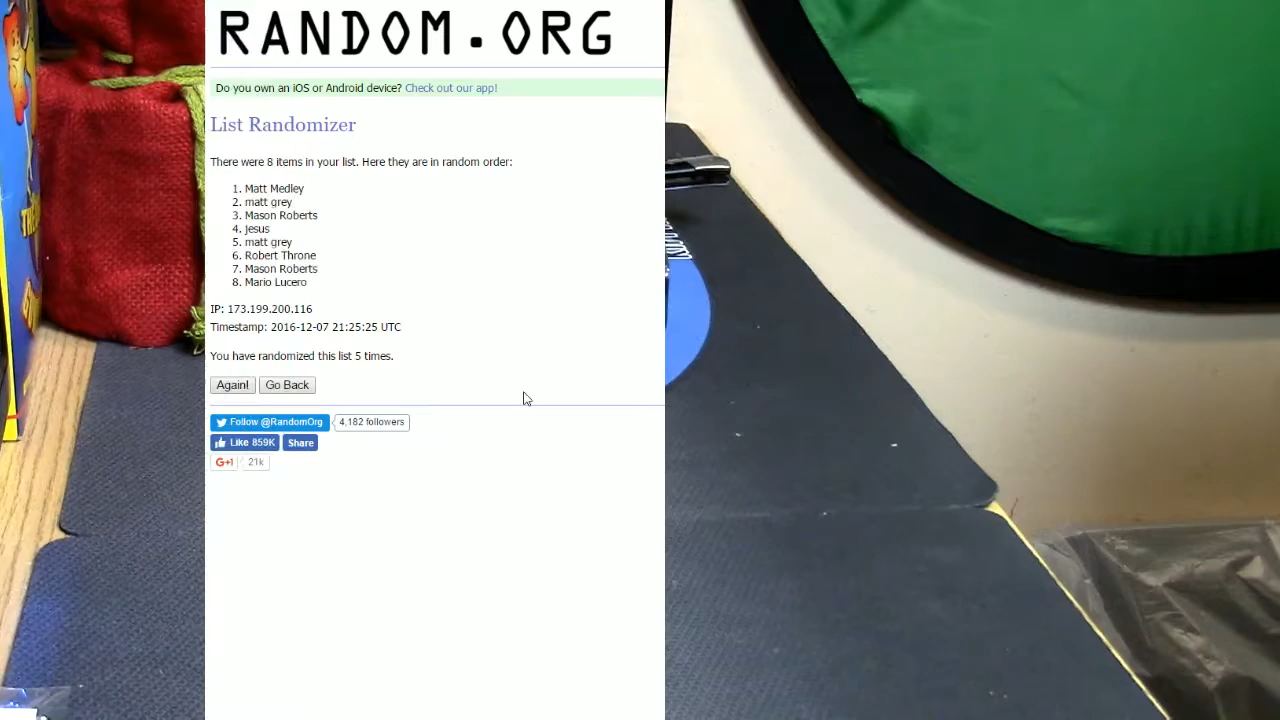 RANDOM.ORG
Do you own an iOS or Android device? Check out our app!
List Randomizer
There were 8 items in your list. Here they are in random order:
1. Matt Medley
2. matt grey
3. Mason Roberts
4. jesus
5. matt grey
6. Robert Throne
7. Mason Roberts
8. Mario Lucero
IP: 173.199.200.116
Timestamp: 2016-12-07 21:25:25 UTC
You have randomized this list 5 times.
Again! Go Back
Follow @RandomOrg 4,182 followers
Like 859K Share
G+1 21k